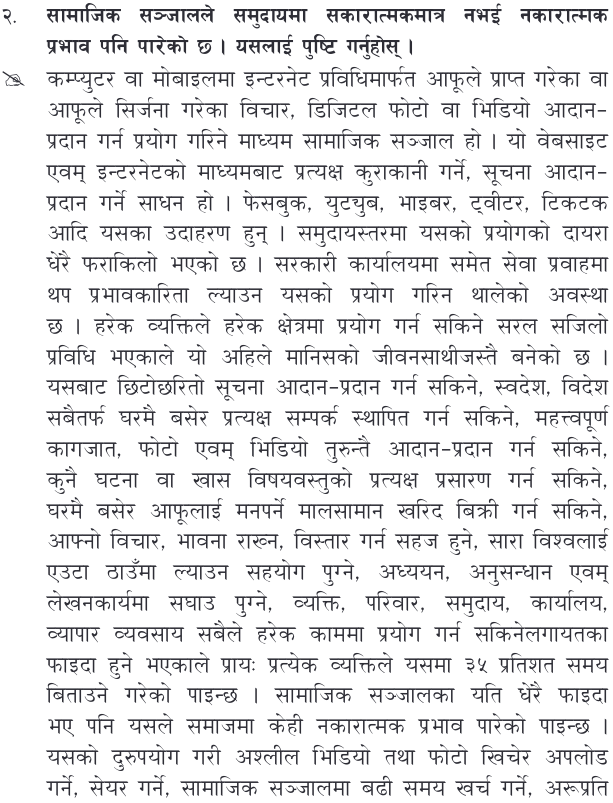 २. सामाजिक सञ्जालले समुदायमा सकारात्मकमात्र नभई नकारात्मक
प्रभाव पनि पारेको छ । यसलाई पुष्टि गर्नुहोस् ।
कम्प्युटर वा मोबाइलमा इन्टरनेट प्रविधिमार्फत आफूले प्राप्त गरेका वा
आफूले सिर्जना गरेका विचार, डिजिटल फोटो वा भिडियो आदान-
प्रदान गर्न प्रयोग गरिने माध्यम सामाजिक सञ्जाल हो । यो वेबसाइट
एवम् इन्टरनेटको माध्यमबाट प्रत्यक्ष कुराकानी गर्ने, सूचना आदान-
प्रदान गर्ने साधन हो । फेसबुक, युट्युब, भाइबर, ट्वीटर, टिकटक
आदि यसका उदाहरण हुन् । समुदायस्तरमा यसको प्रयोगको दायरा
धेरै फराकिलो भएको छ । सरकारी कार्यालयमा समेत सेवा प्रवाहमा
थप प्रभावकारिता ल्याउन यसको प्रयोग गरिन थालेको अवस्था
छ । हरेक व्यक्तिले हरेक क्षेत्रमा प्रयोग गर्न सकिने सरल सजिलो
प्रविधि भएकाले यो अहिले मानिसको जीवनसाथीजस्तै बनेको छ ।
यसबाट छिटोछरितो सूचना आदान-प्रदान गर्न सकिने, स्वदेश, विदेश
सबैतर्फ घरमै बसेर प्रत्यक्ष सम्पर्क स्थापित गर्न सकिने, महत्त्वपूर्ण
कागजात, फोटो एवम् भिडियो तुरुन्तै आदान-प्रदान गर्न सकिने,
कुनै घटना वा खास विषयवस्तुको प्रत्यक्ष प्रसारण गर्न सकिने,
घरमै बसेर आफूलाई मनपर्ने मालसामान खरिद बिक्री गर्न सकिने,
आफ्नो विचार, भावना राख्न, विस्तार गर्न सहज हुने, सारा विश्वलाई
एउटा ठाउँमा ल्याउन सहयोग पुग्ने, अध्ययन, अनुसन्धान एवम्
लेखनकार्यमा सघाउ पुग्ने, व्यक्ति, परिवार, समुदाय, कार्यालय,
व्यापार व्यवसाय सबैले हरेक काममा प्रयोग गर्न सकिनेलगायतका
फाइदा हुने भएकाले प्रायः प्रत्येक व्यक्तिले यसमा ३५ प्रतिशत समय
बिताउने गरेको पाइन्छ । सामाजिक सञ्जालका यति धेरै फाइदा
भए पनि यसले समाजमा केही नकारात्मक प्रभाव पारेको पाइन्छ ।
यसको दुरुपयोग गरी अश्लील भिडियो तथा फोटो खिचेर अपलोड
गर्ने, सेयर गर्ने, सामाजिक सञ्जालमा बढी समय खर्च गर्ने, अरूप्रति